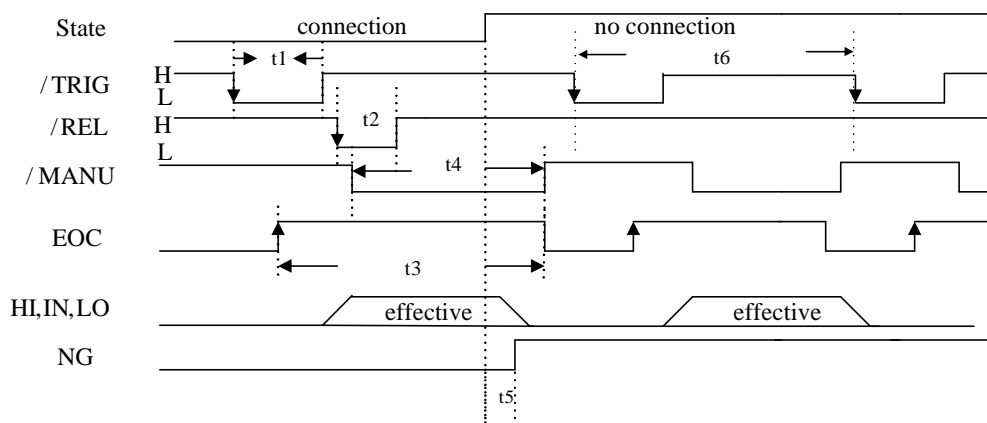 State connection no connection
t1 t6
/TRIG H
L
/REL H t2
L
/MANU t4
EOC
t3
HI,IN,LO effective effective
NG
t5